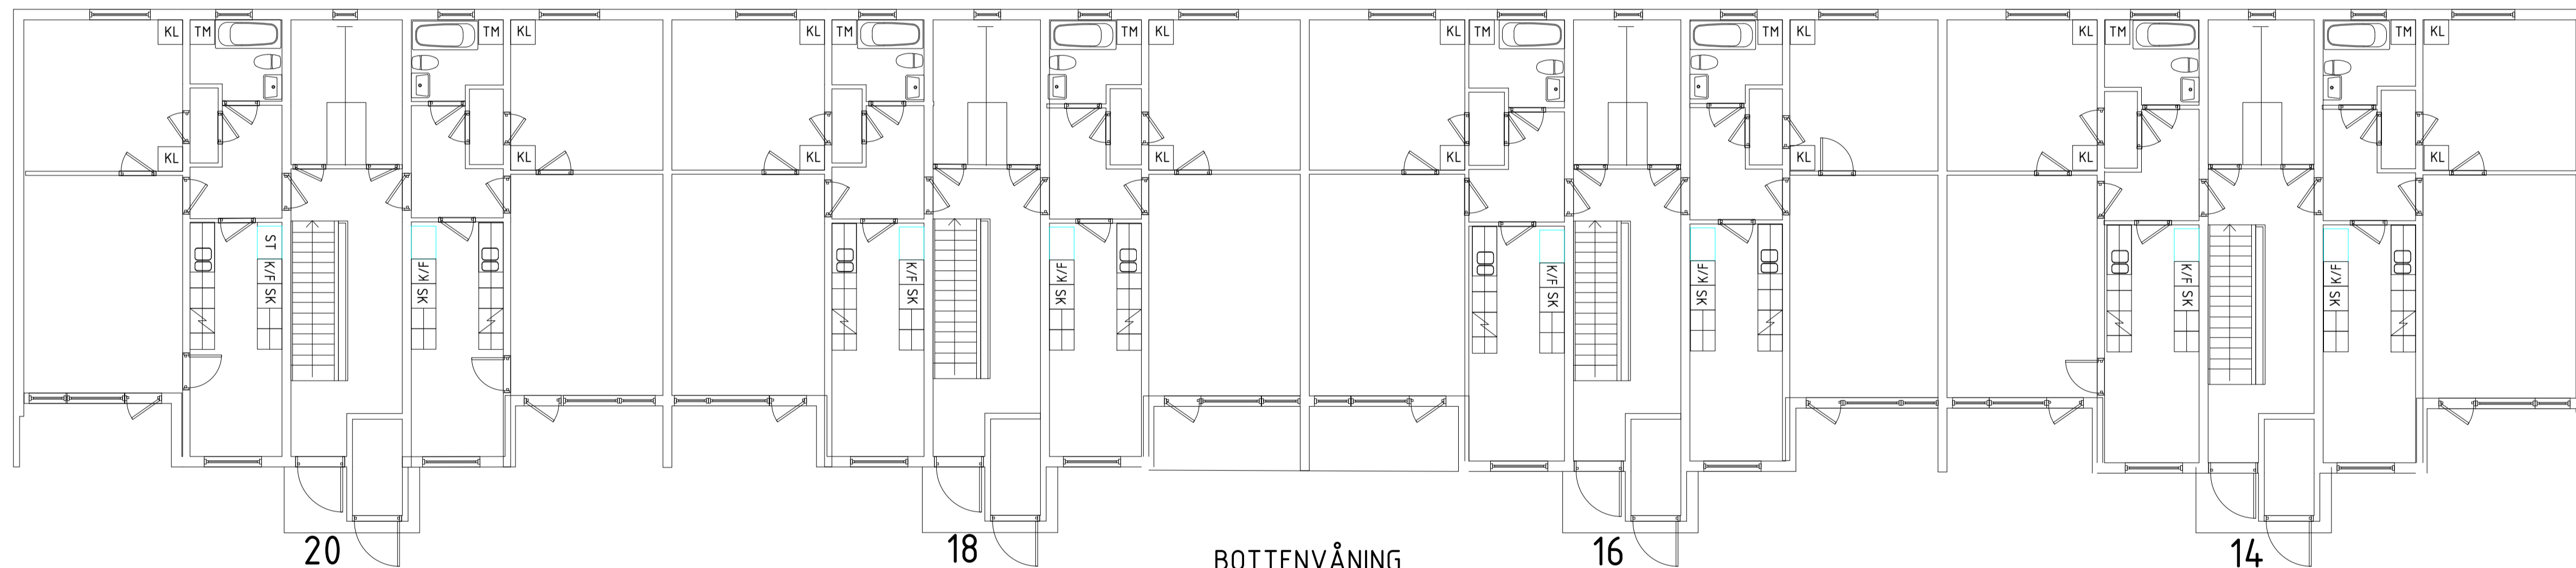 KL TM TM KL KL TM TM KL KL TM TM KL KL TM TM KL
KL KL KL KL KL KL KL KL
ST
K/F K/F K/F K/F K/F K/F K/F K/F
SK SK SK SK SK SK SK SK
20 18 16 14
BOTTENVÅNING